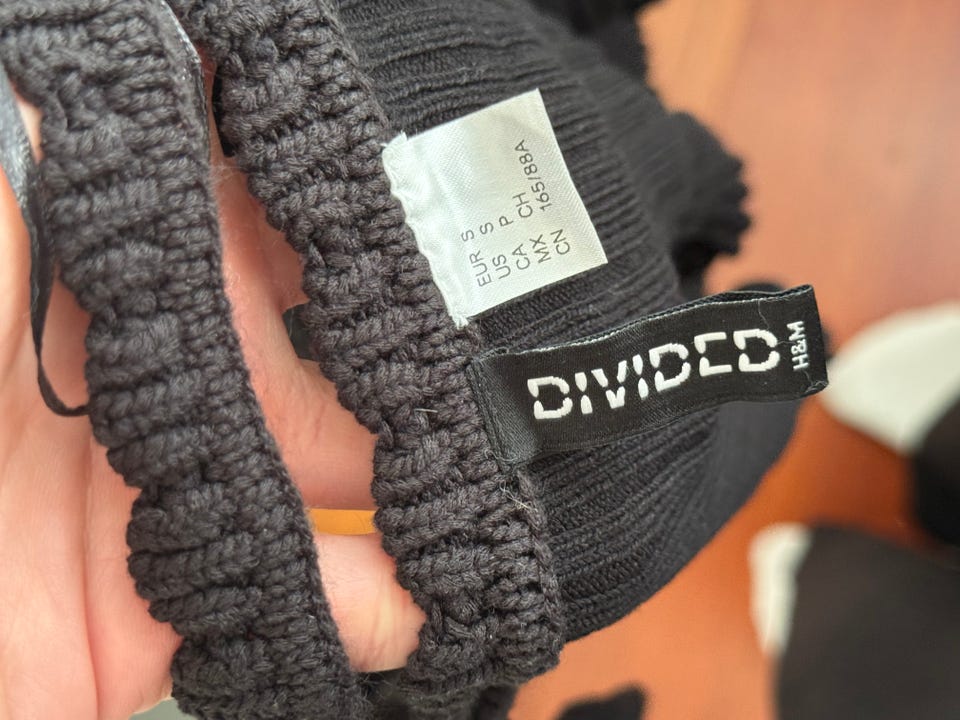 EUR S
US S
CA P
MX CH
CN 165/88A
DIVIDED
H&M